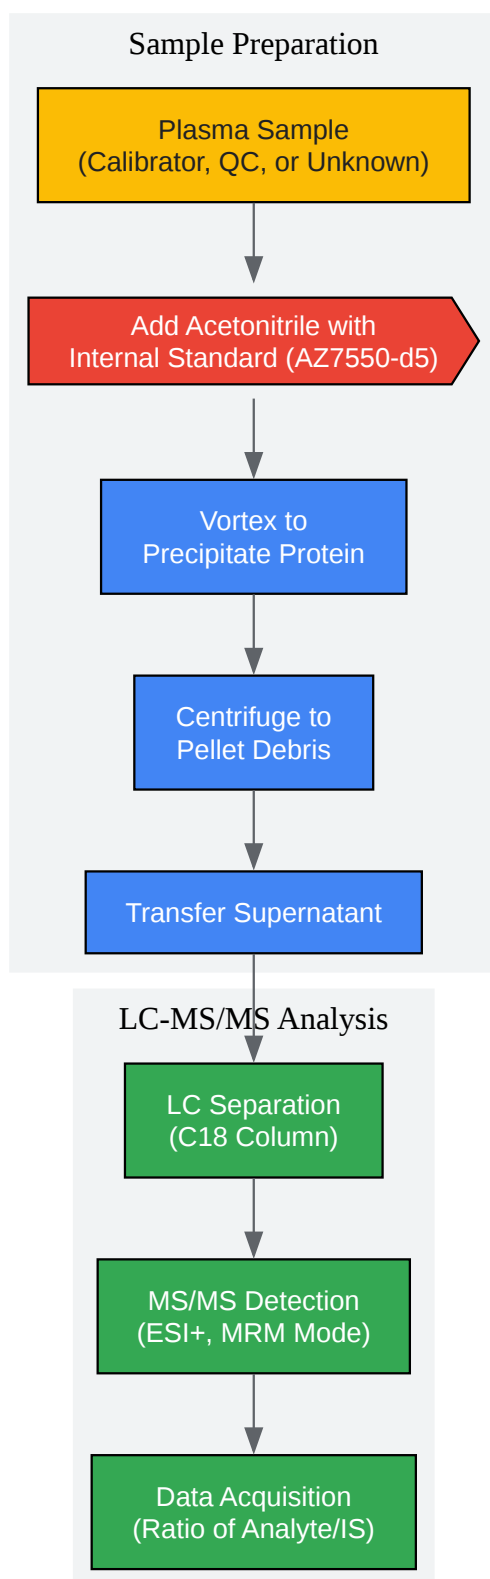 Sample Preparation
Plasma Sample
(Calibrator, QC, or Unknown)
Add Acetonitrile with
Internal Standard (AZ7550-d5)
Vortex to
Precipitate Protein
Centrifuge to
Pellet Debris
Transfer Supernatant
LC-MS/MS Analysis
LC Separation
(C18 Column)
MS/MS Detection
(ESI+, MRM Mode)
Data Acquisition
(Ratio of Analyte/IS)